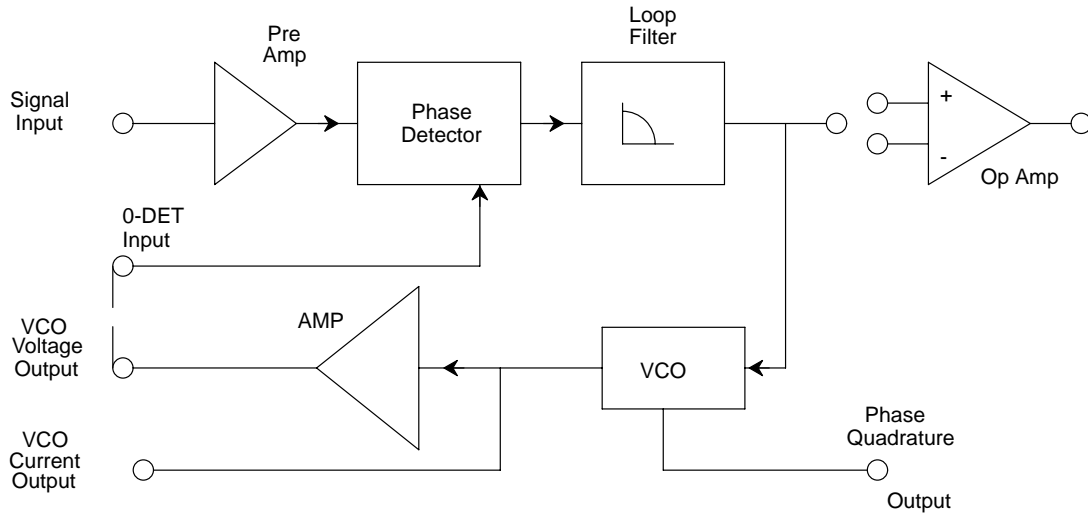 Pre
Amp
Loop
Filter
Signal
Input
Phase
Detector
+
-
Op Amp
0-DET
Input
VCO
Voltage
Output
AMP
VCO
VCO
Current
Output
Phase
Quadrature
Output